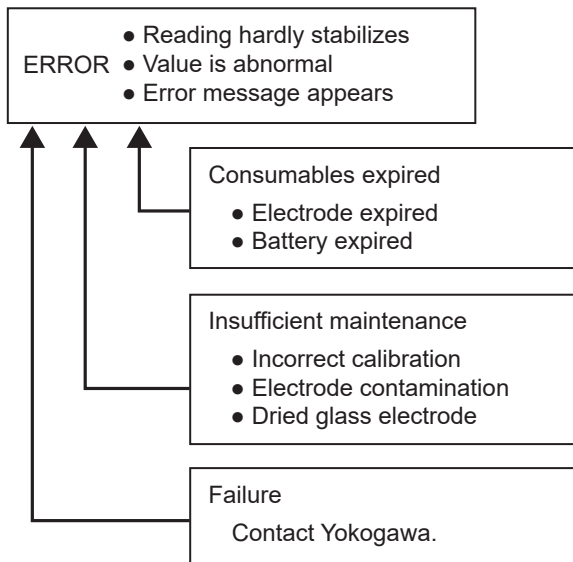 ERROR
● Reading hardly stabilizes
● Value is abnormal
● Error message appears
Consumables expired
● Electrode expired
● Battery expired
Insufficient maintenance
● Incorrect calibration
● Electrode contamination
● Dried glass electrode
Failure
Contact Yokogawa.